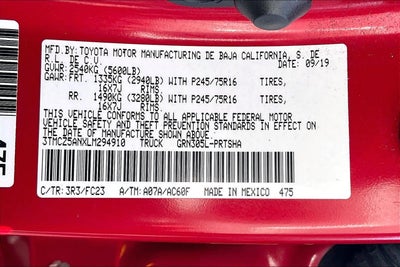 MFD.BY:TOYOTA MOTOR MANUFACTURING DE BAJA CALIFORNIA, S. DE
R.L. DE C.V. DATE: 09/19
GVWR:2540KG (5600LB)
GAWR:FRT. 1335KG (2940LB) WITH P245/75R16 TIRES,
16X7J RIMS,
RR. 1490KG (3280LB) WITH P245/75R16 TIRES,
16X7J RIMS,
THIS VEHICLE CONFORMS TO ALL APPLICABLE FEDERAL MOTOR
VEHICLE SAFETY AND THEFT PREVENTION STANDARDS IN EFFECT ON
THE DATE OF MANUFACTURE SHOWN ABOVE.
3TMCZ5ANXLM294910 TRUCK GRN305L-PRTSHA
C/TR:3R3/FC23 A/TM:A07A/AC60F MADE IN MEXICO 475
475